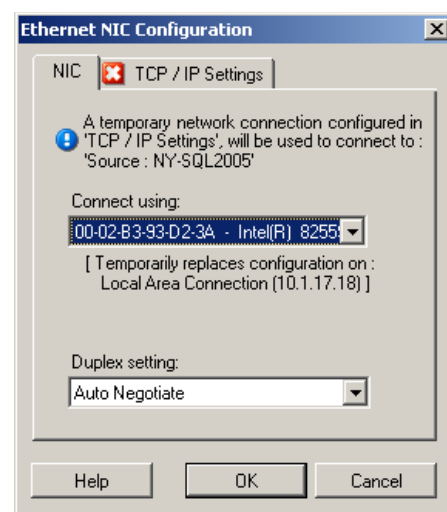 Ethernet NIC Configuration
NIC
TCP / IP Settings
A temporary network connection configured in
'TCP / IP Settings', will be used to connect to :
'Source : NY-SQL2005'
Connect using:
00-02-B3-93-D2-3A - Intel(R) 8255
[ Temporarily replaces configuration on :
Local Area Connection (10.1.17.18) ]
Duplex setting:
Auto Negotiate
Help
OK
Cancel